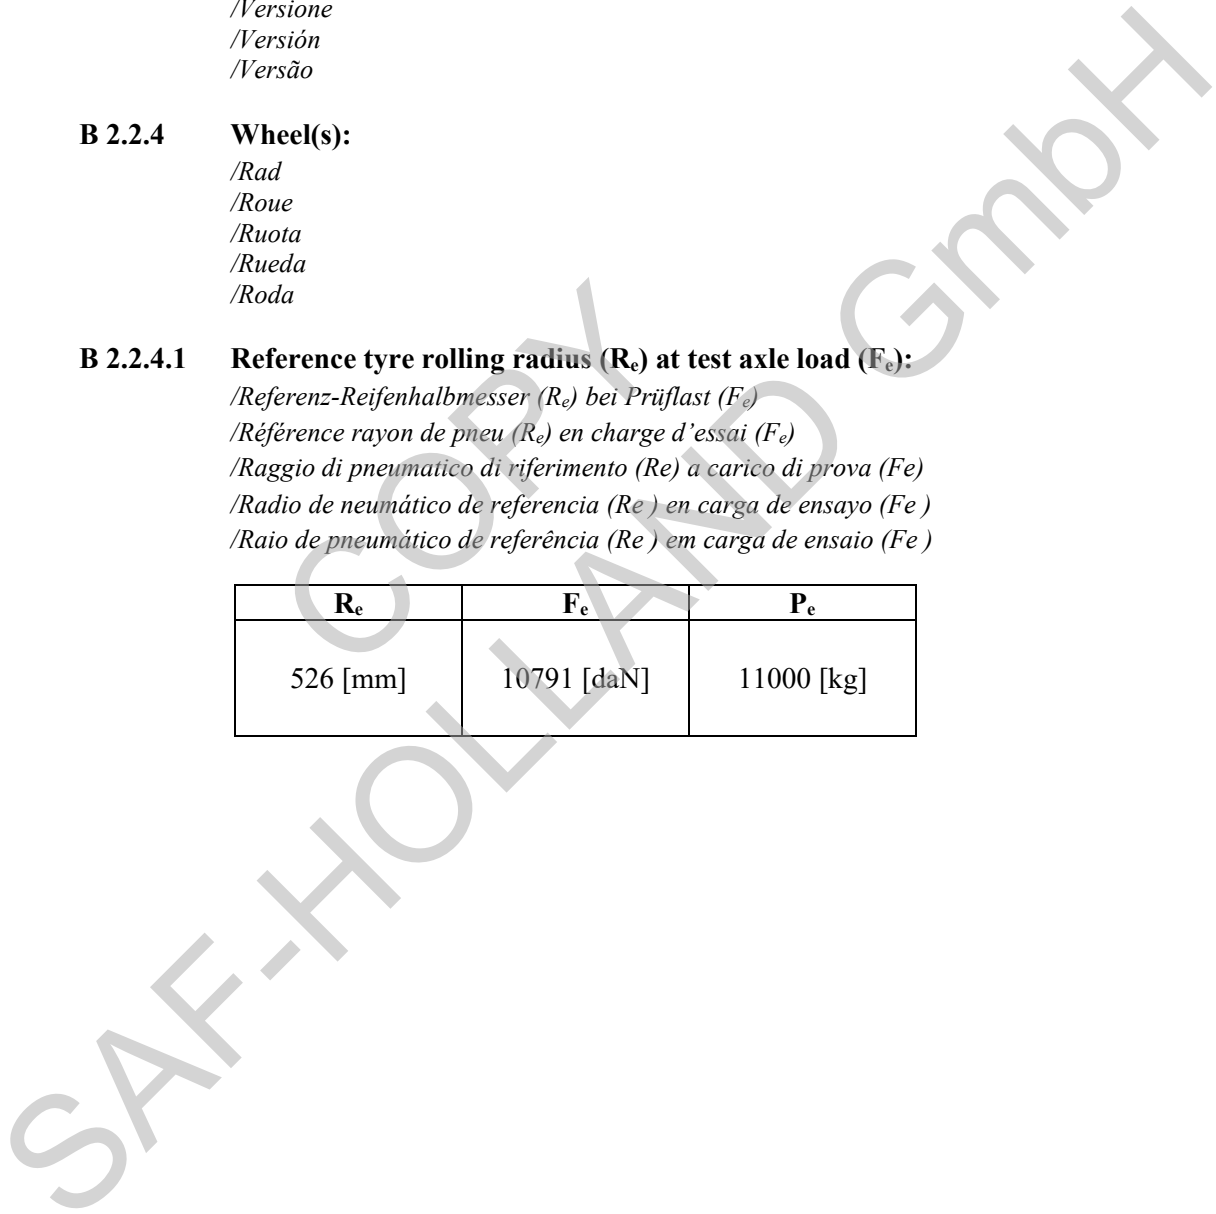 /Versione
/Versión
/Versão
B 2.2.4 Wheel(s):
/Rad
/Roue
/Ruota
/Rueda
/Roda
B 2.2.4.1 Reference tyre rolling radius (Re) at test axle load (Fe):
/Referenz-Reifenhalbmesser (Re) bei Prüflast (Fe)
/Référence rayon de pneu (Re) en charge d’essai (Fe)
/Raggio di pneumatico di riferimento (Re) a carico di prova (Fe)
/Radio de neumático de referencia (Re ) en carga de ensayo (Fe )
/Raio de pneumático de referência (Re ) em carga de ensaio (Fe )
Re Fe Pe
526 [mm] 10791 [daN] 11000 [kg]
COPY
SAF-HOLLAND GmbH